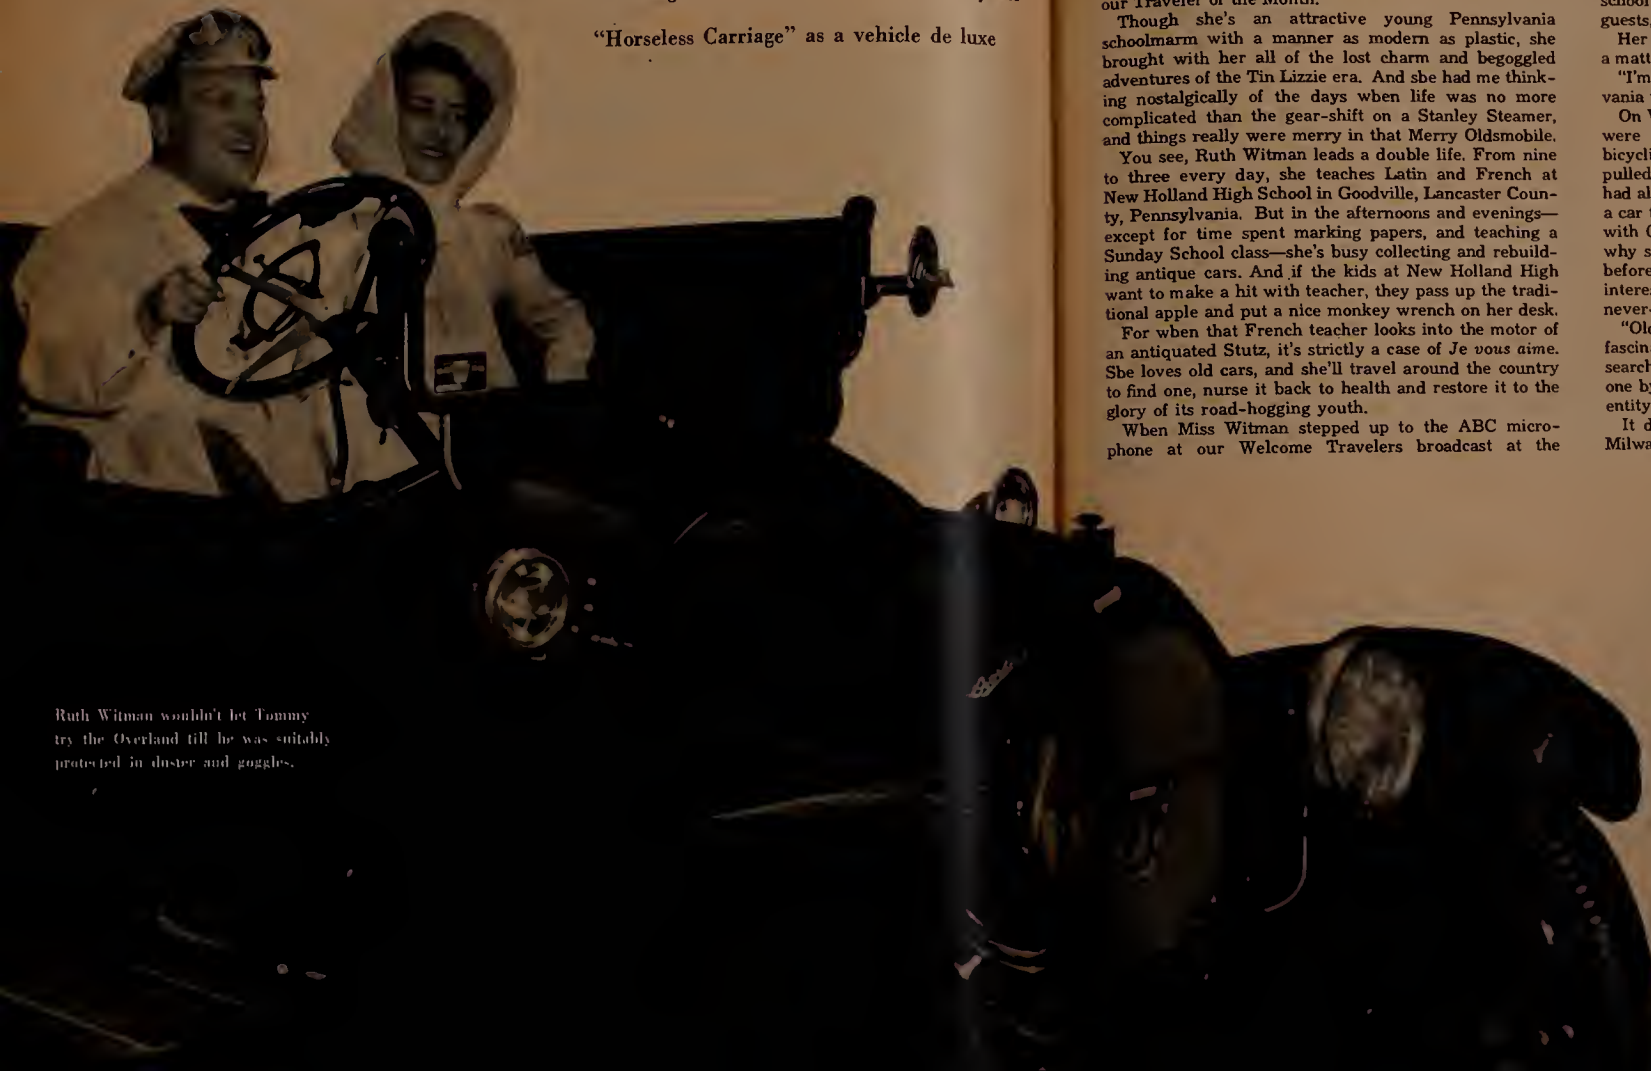 "Horseless Carriage" as a vehicle de luxe
our Traveler of the Month.
Though she's an attractive young Pennsylvania
schoolmarm with a manner as modern as plastic, she
brought with her all of the lost charm and begoggled
adventures of the Tin Lizzie era. And she had me think-
ing nostalgically of the days when life was no more
complicated than the gear-shift on a Stanley Steamer,
and things really were merry in that Merry Oldsmobile.
You see, Ruth Witman leads a double life. From nine
to three every day, she teaches Latin and French at
New Holland High School in Goodville, Lancaster Coun-
ty, Pennsylvania. But in the afternoons and evenings—
except for time spent marking papers, and teaching a
Sunday School class—she's busy collecting and rebuild-
ing antique cars. And if the kids at New Holland High
want to make a hit with teacher, they pass up the tradi-
tional apple and put a nice monkey wrench on her desk.
For when that French teacher looks into the motor of
an antiquated Stutz, it's strictly a case of Je vous aime.
She loves old cars, and she'll travel around the country
to find one, nurse it back to health and restore it to the
glory of its road-hogging youth.
When Miss Witman stepped up to the ABC micro-
phone at our Welcome Travelers broadcast at the
school
guests,
Her
a matt
"I'm
vania
On
were
bicycli
pulled
had al
a car
with
why s
before
intere
never-
"Old
fascin
search
one b
entity
It d
Milwa
Ruth Witman wouldn't let Tommy
try the Overland till he was suitably
protected in duster and goggles.